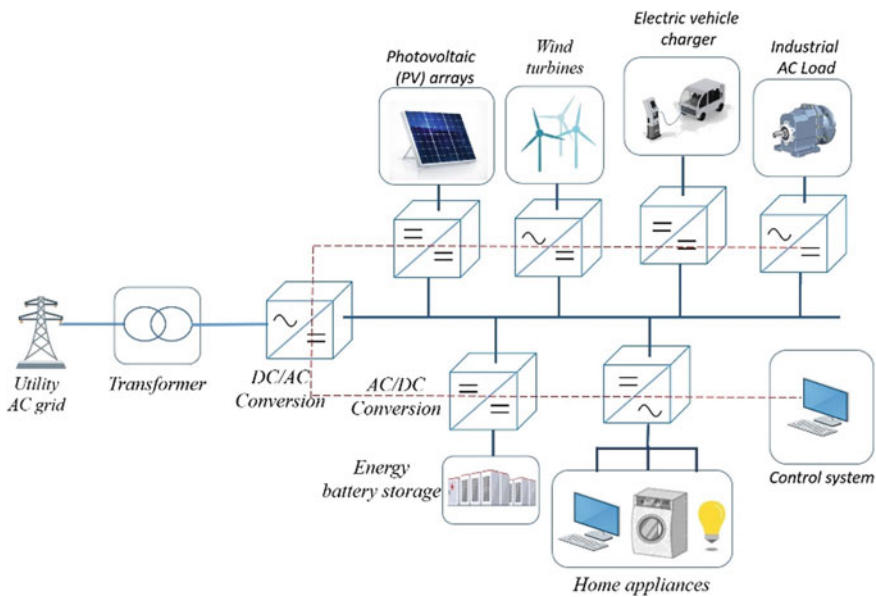 Photovoltaic
(PV) arrays
Wind
turbines
Electric vehicle
charger
Industrial
AC Load
Utility
AC grid
Transformer
DC/AC
Conversion
AC/DC
Conversion
Energy
battery storage
Home appliances
Control system